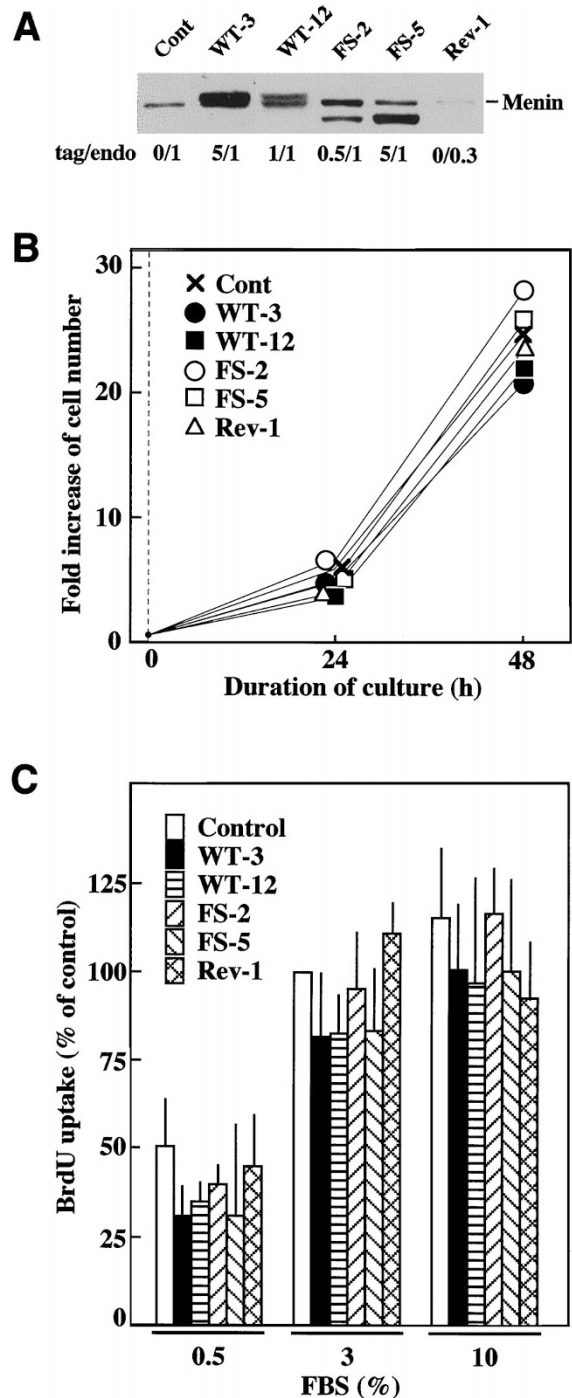 A
Cont WT-3 WT-12 FS-2 FS-5 Rev-1
– Menin
tag/endo 0/1 5/1 1/1 0.5/1 5/1 0/0.3
B
30
20
10
0
Fold increase of cell number
Cont
WT-3
WT-12
FS-2
FS-5
Rev-1
0 24 48
Duration of culture (h)
C
125
100
75
50
25
0
BrdU uptake (% of control)
Control
WT-3
WT-12
FS-2
FS-5
Rev-1
0.5 3 10
FBS (%)